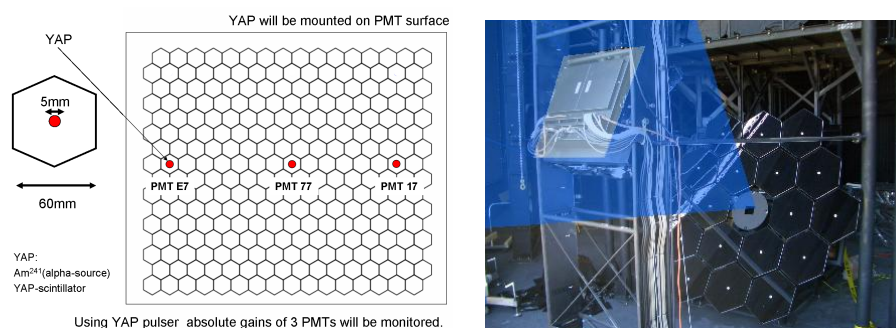 YAP will be mounted on PMT surface
YAP
5mm
PMT E7 PMT 77 PMT 17
60mm
YAP:
Am241(alpha-source)
YAP-scintillator
Using YAP pulser absolute gains of 3 PMTs will be monitored.